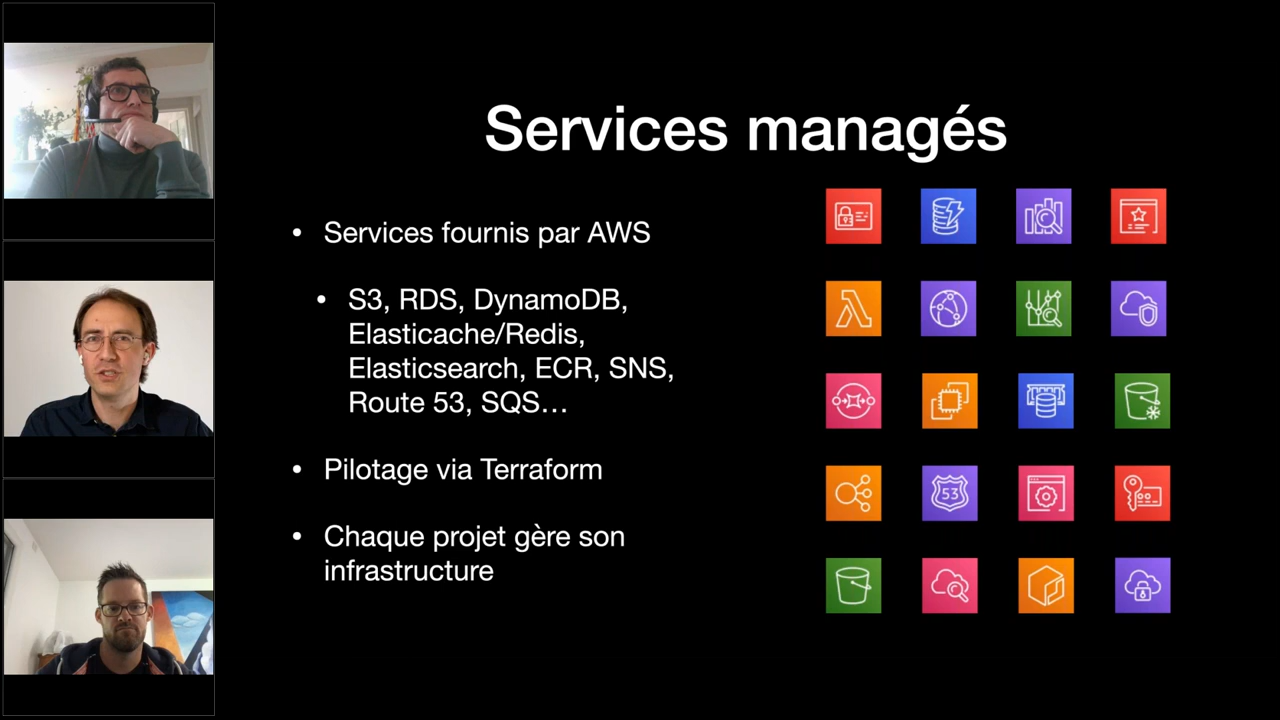 Services managés
• Services fournis par AWS
• S3, RDS, DynamoDB,
Elasticache/Redis,
Elasticsearch, ECR, SNS,
Route 53, SQS…
• Pilotage via Terraform
• Chaque projet gère son
infrastructure
53